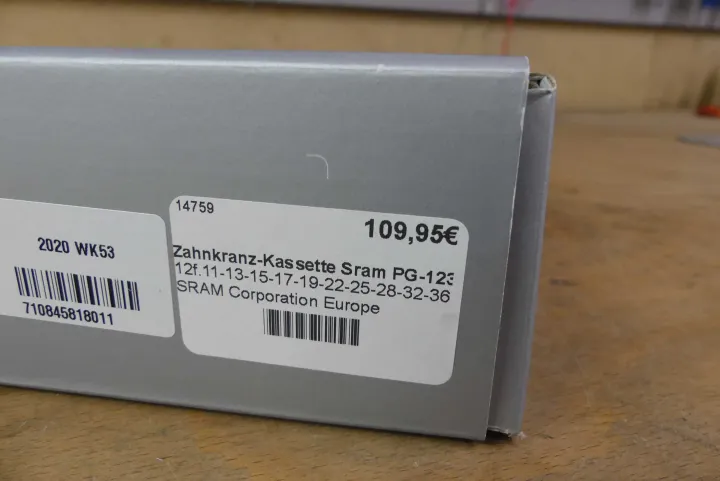 2020 WK53
710845818011
14759
109,95€
Zahnkranz-Kassette Sram PG-123
12f.11-13-15-17-19-22-25-28-32-36
SRAM Corporation Europe